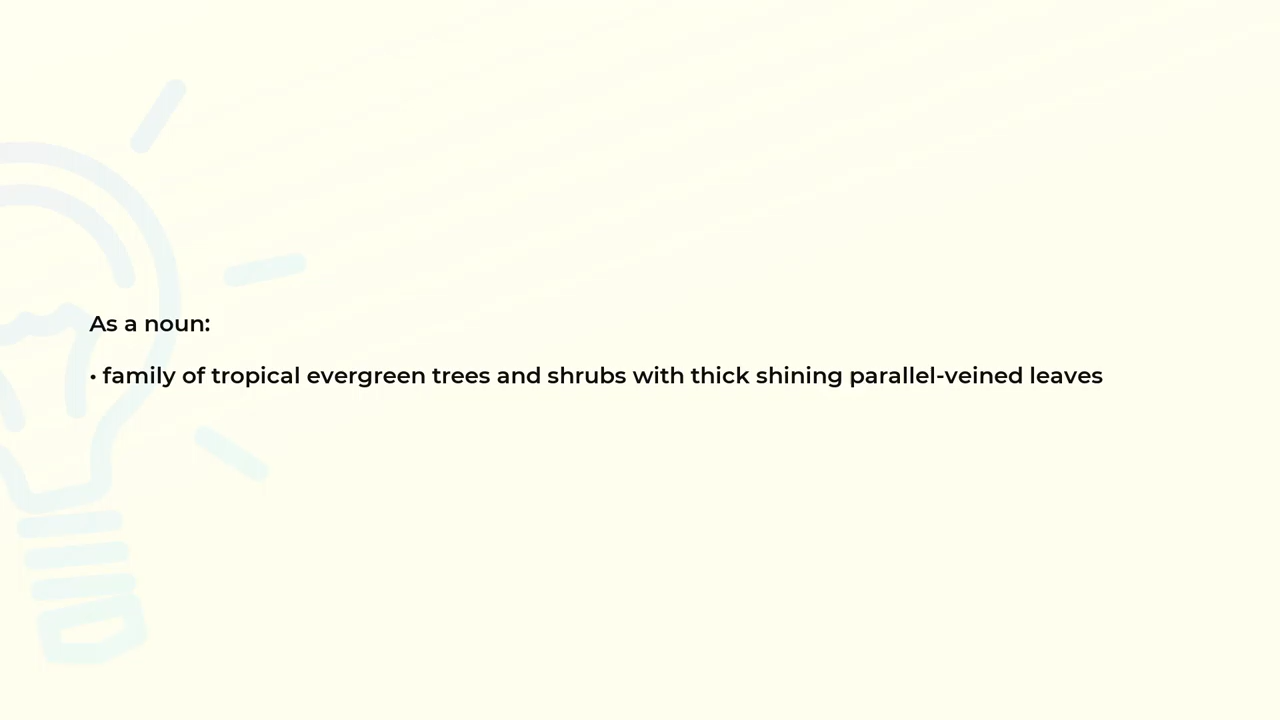 As a noun:
• family of tropical evergreen trees and shrubs with thick shining parallel-veined leaves